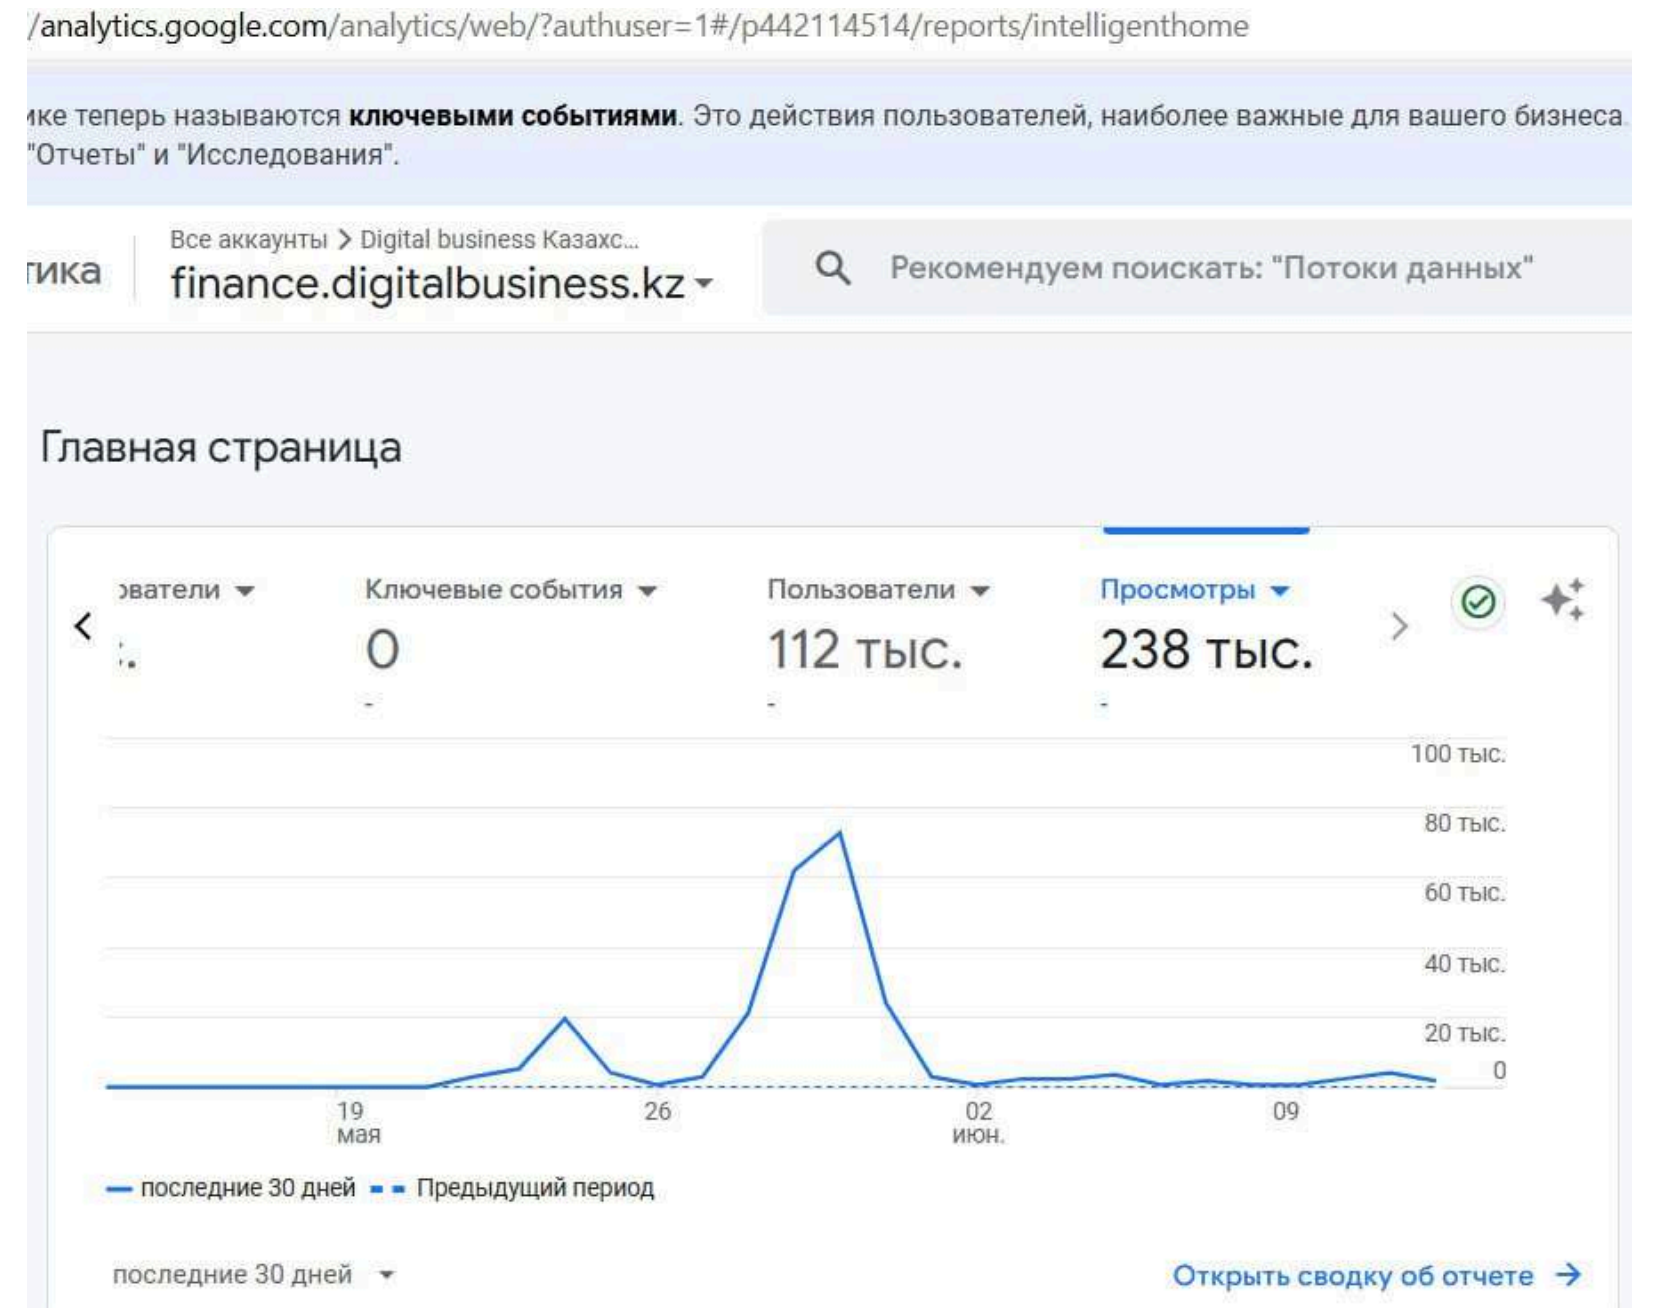 /analytics.google.com/analytics/web/?authuser=1#/p442114514/reports/intelligenthome
теперь называются ключевыми событиями. Это действия пользователей, наиболее важные для вашего бизнеса.
"Отчеты" и "Исследования".
Все аккаунты > Digital business Казахс...
finance.digitalbusiness.kz
Рекомендуем поискать: "Потоки данных"
Главная страница
Ключевые события
Пользователи
Просмотры
0
112 тыс.
238 тыс.
-
-
-
100 тыс.
80 тыс.
60 тыс.
40 тыс.
20 тыс.
0
19
мая
26
02
июн.
09
последние 30 дней
Предыдущий период
последние 30 дней
Открыть сводку об отчете